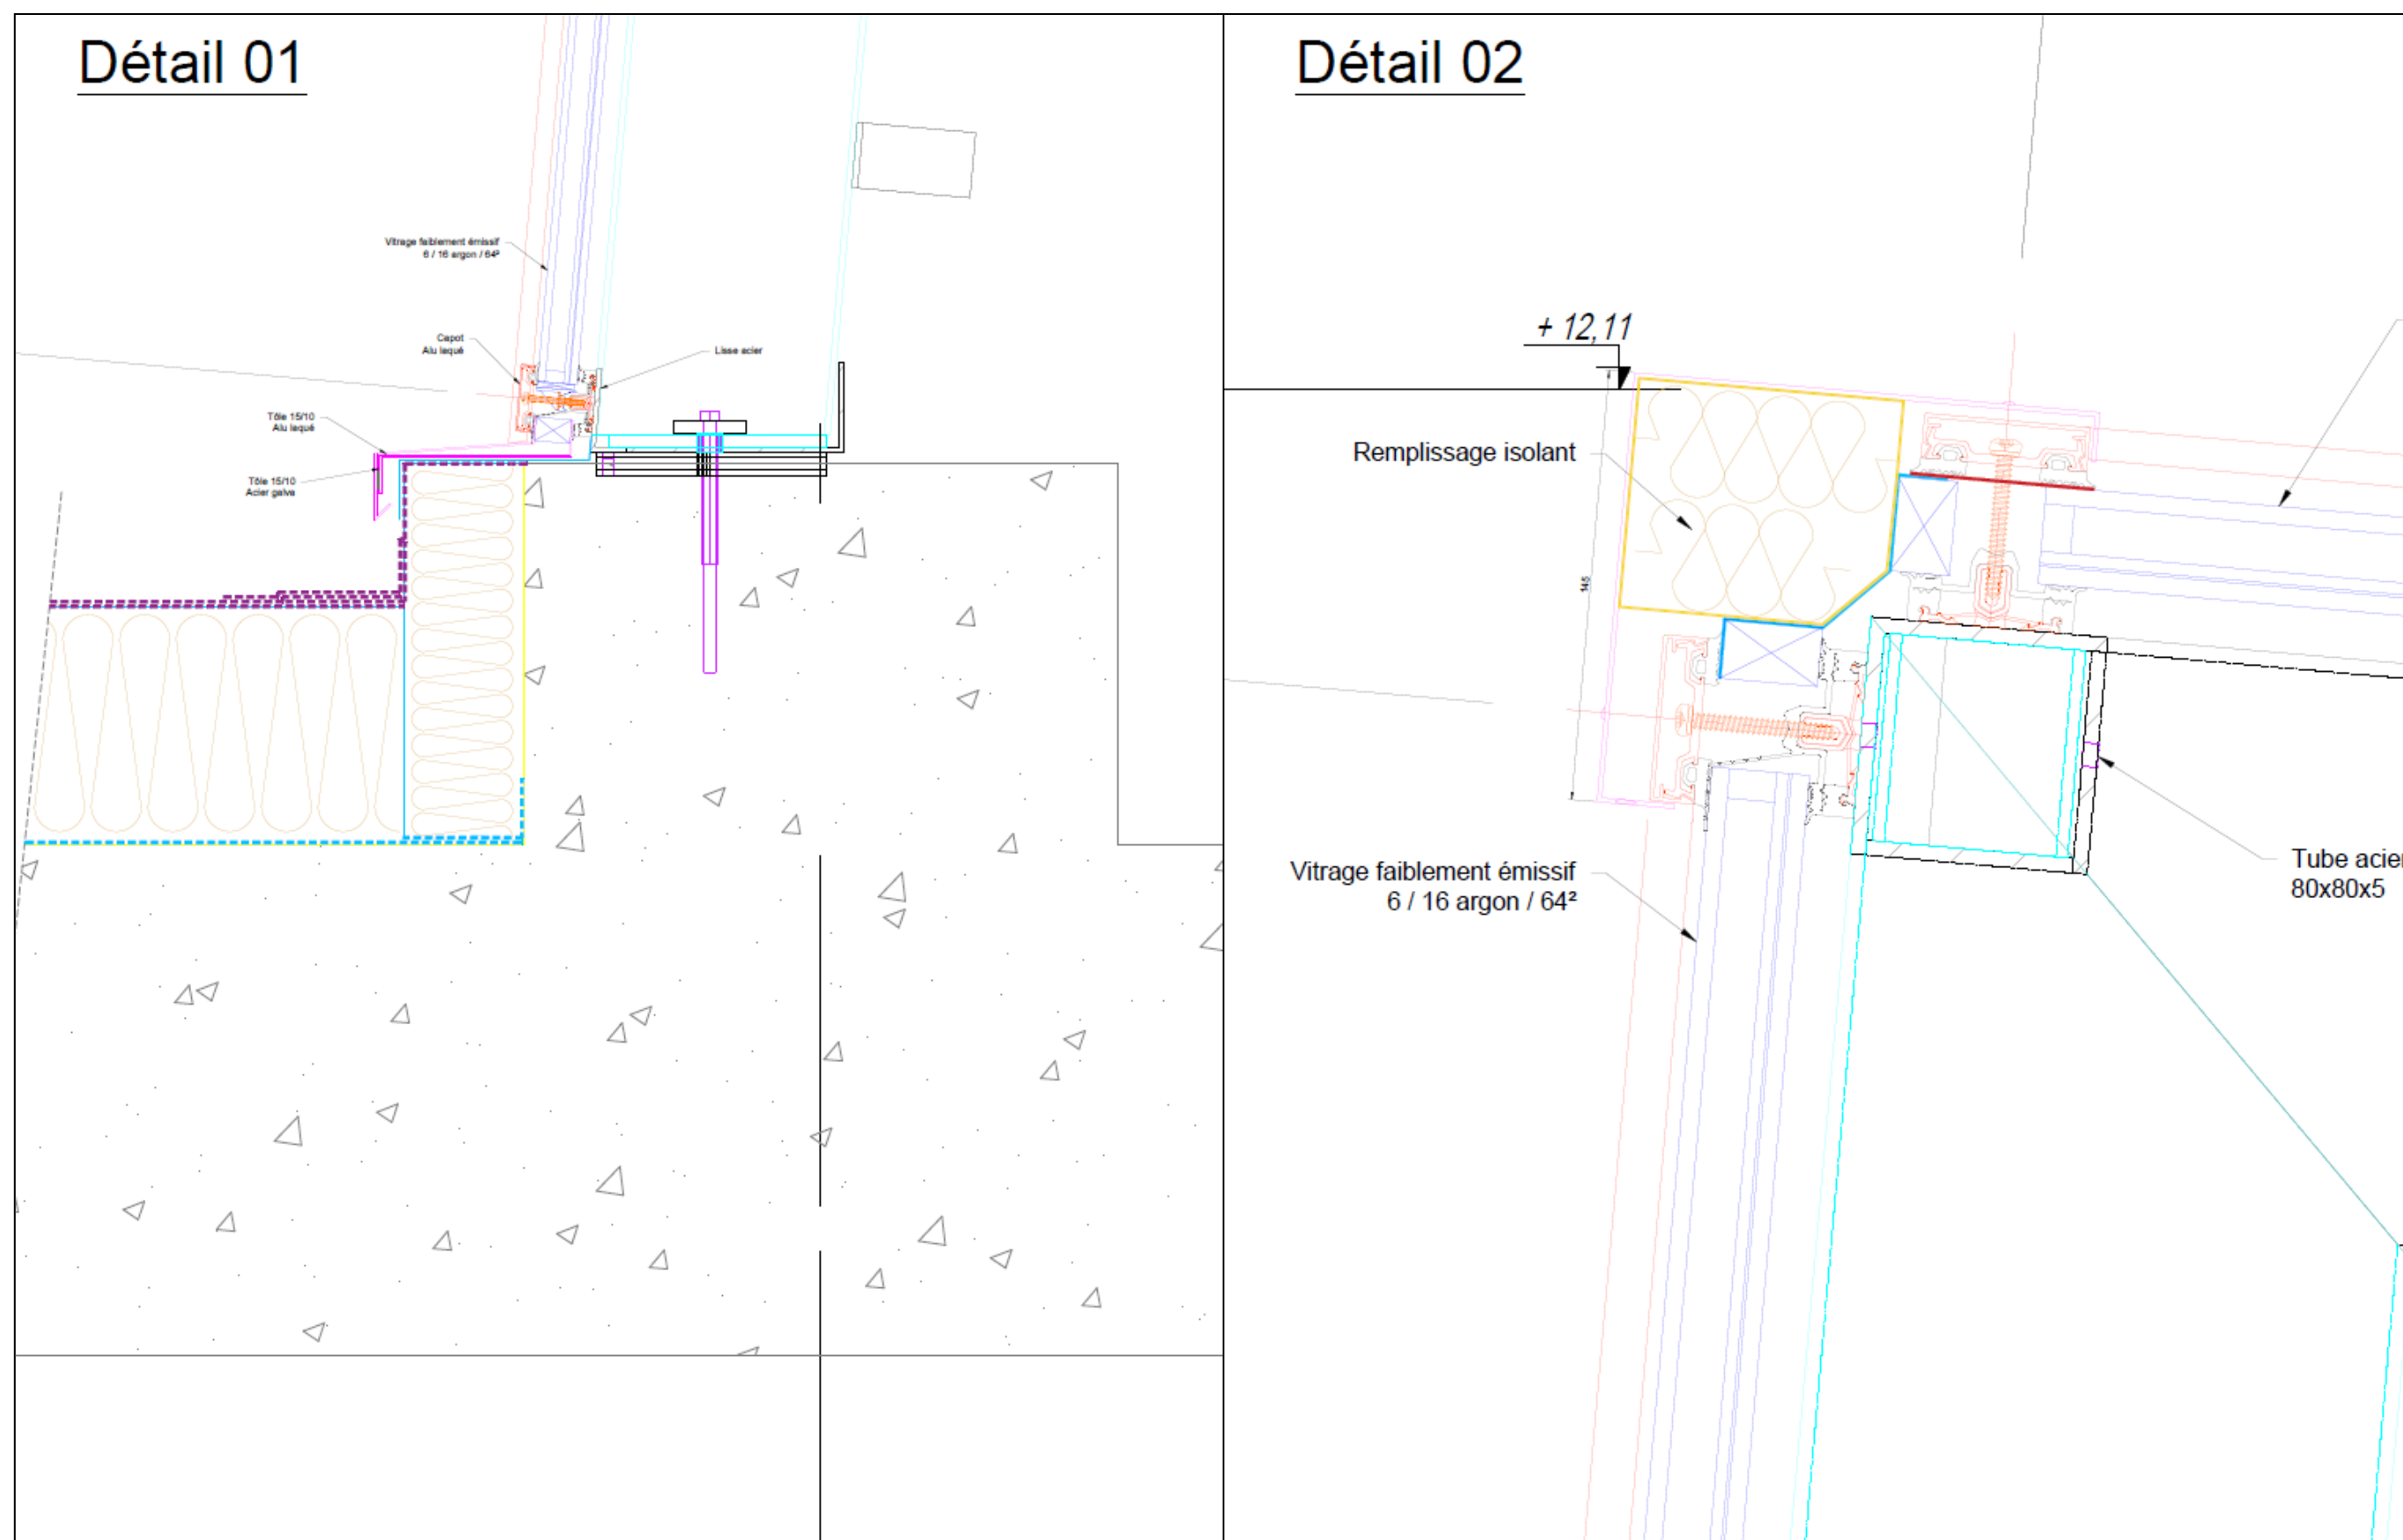 Détail 01
Vitrage faiblement émissif
6 / 16 argon / 64²
Capot
Alu laqué
Lisse acier
Tôle 15/10
Alu laqué
Tôle 15/10
Acier galva
Détail 02
+ 12,11
Remplissage isolant
145
Vitrage faiblement émissif
6 / 16 argon / 64²
Tube acier
80x80x5